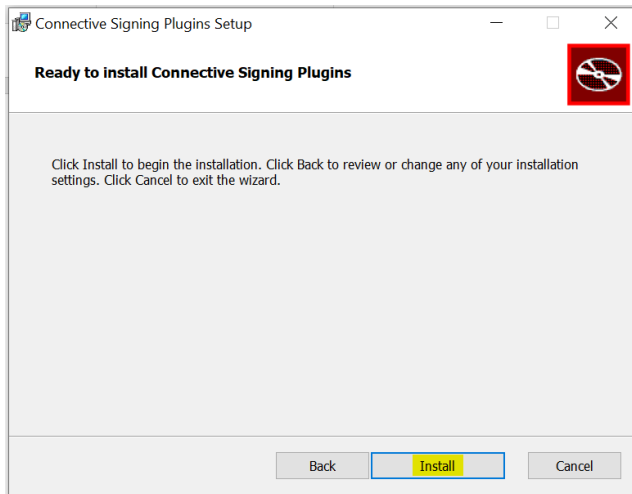 Connective Signing Plugins Setup
Ready to install Connective Signing Plugins
Click Install to begin the installation. Click Back to review or change any of your installation
settings. Click Cancel to exit the wizard.
Back Install Cancel